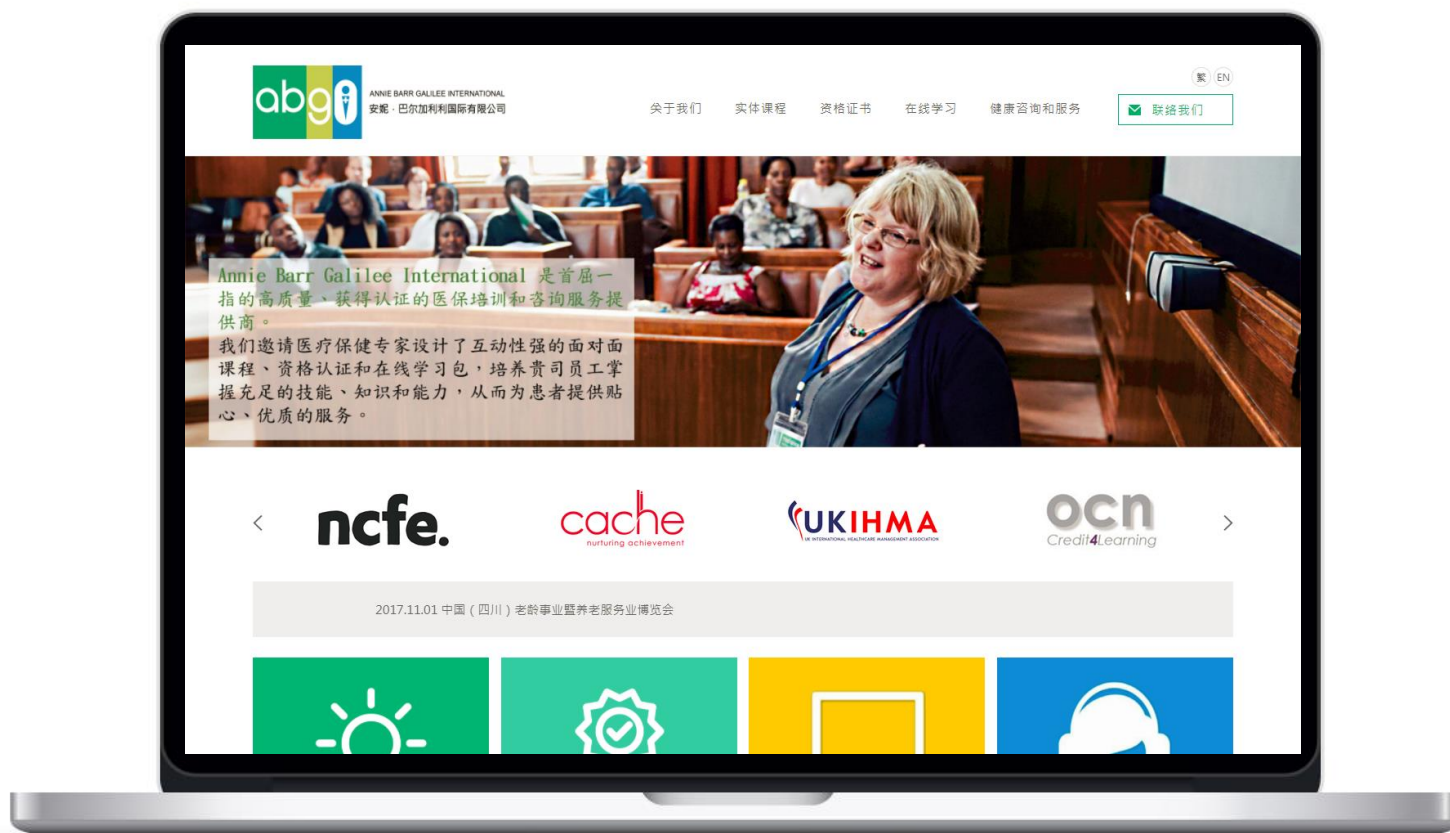 繁 EN
abgi
ANNIE BARR GALILEE INTERNATIONAL
安妮 · 巴尔加利利国际有限公司
关于我们 实体课程 资格证书 在线学习 健康咨询和服务 联络我们
Annie Barr Galilee International 是首屈一
指的高质量、获得认证的医保培训和咨询服务提
供商。
我们邀请医疗保健专家设计了互动性强的面对面
课程、资格认证和在线学习包，培养贵司员工掌
握充足的技能、知识和能力，从而为患者提供贴
心、优质的服务。
ncfe.
cache
nurturing achievement
UKIHMA
UK INTERNATIONAL HEALTHCARE MANAGEMENT ASSOCIATION
ocn
Credit4Learning
2017.11.01 中国（四川）老龄事业暨养老服务业博览会